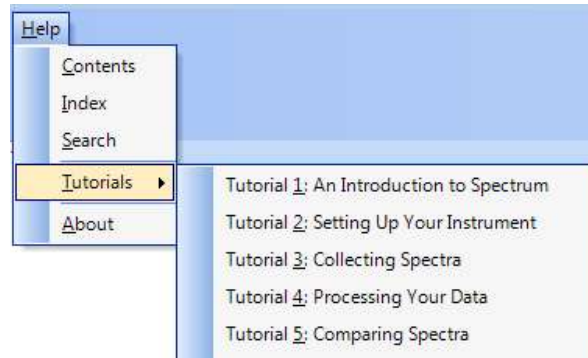 Help
Contents
Index
Search
Tutorials
About
Tutorial 1: An Introduction to Spectrum
Tutorial 2: Setting Up Your Instrument
Tutorial 3: Collecting Spectra
Tutorial 4: Processing Your Data
Tutorial 5: Comparing Spectra